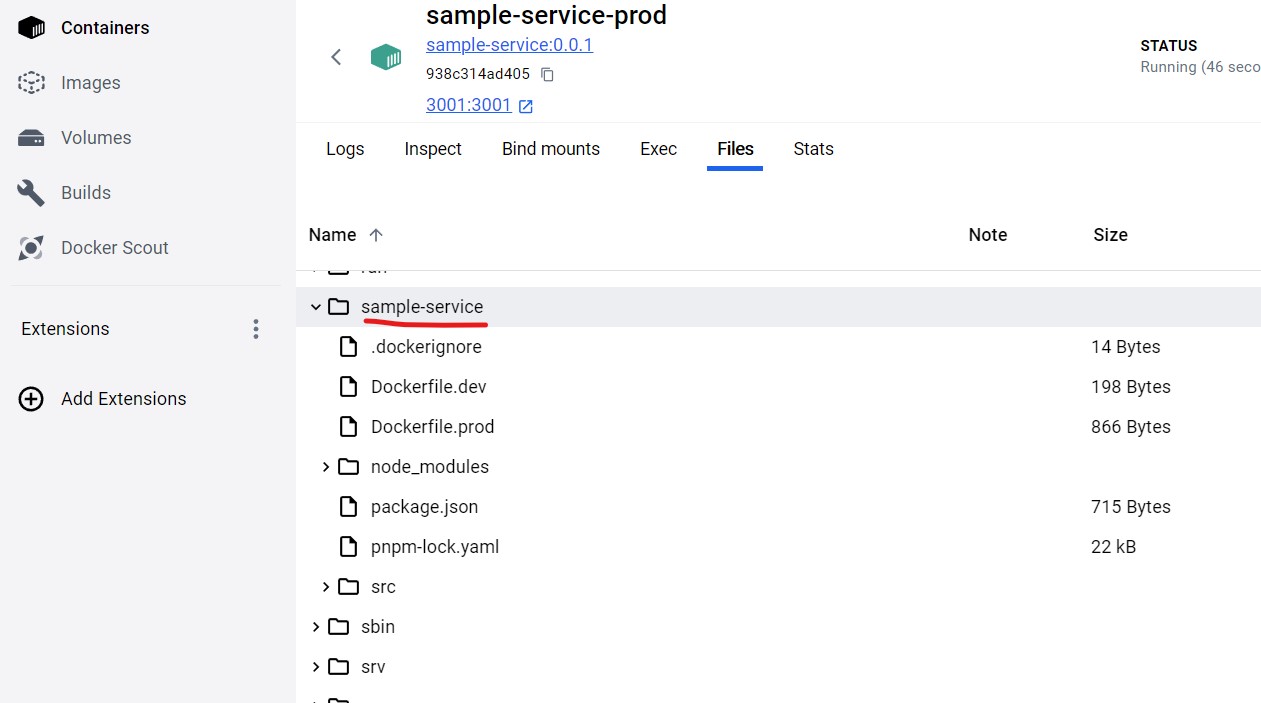 Containers
Images
Volumes
Builds
Docker Scout
Extensions
Add Extensions
sample-service-prod
sample-service:0.0.1
938c314ad405
3001:3001
STATUS
Running (46 seco
Logs Inspect Bind mounts Exec Files Stats
Name Note Size
sample-service
.dockerignore 14 Bytes
Dockerfile.dev 198 Bytes
Dockerfile.prod 866 Bytes
node_modules
package.json 715 Bytes
pnpm-lock.yaml 22 kB
src
sbin
srv